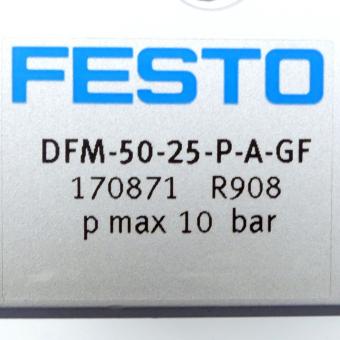 FESTO
DFM-50-25-P-A-GF
170871 R908
p max 10 bar